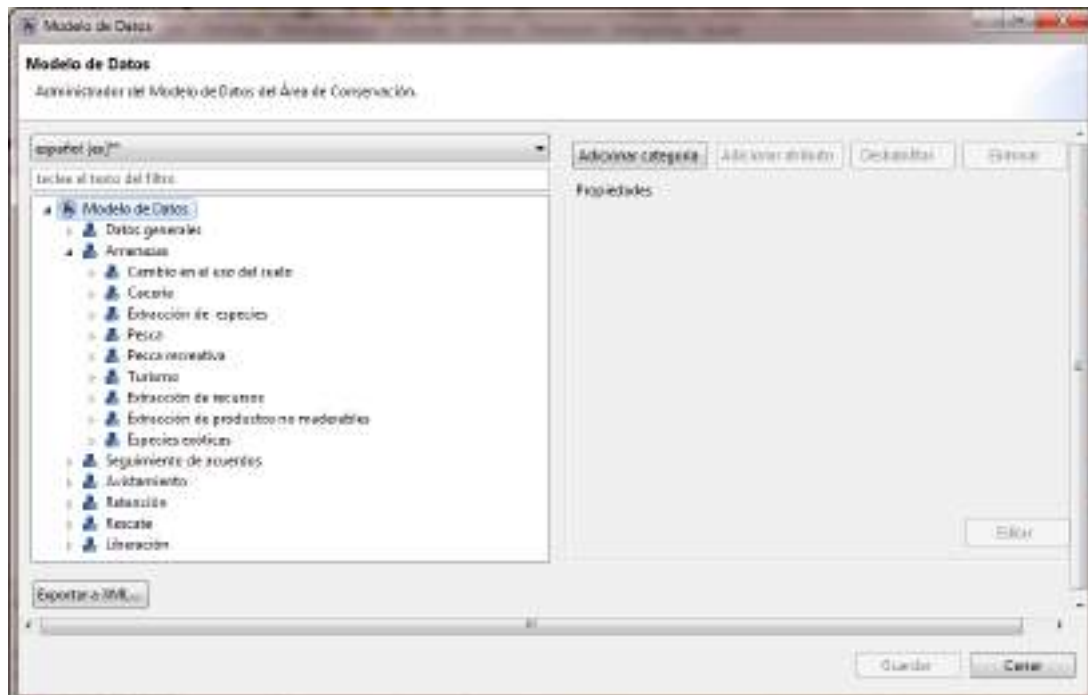 Modelo de Datos
Modelo de Datos
Administrador del Modelo de Datos del Área de Conservación.
español (es)**
teclee el texto del filtro
Modelo de Datos
Datos generales
Amenazas
Cambio en el uso del suelo
Cacería
Extracción de especies
Pesca
Pesca recreativa
Turismo
Extracción de recursos
Extracción de productos no maderables
Especies exóticas
Seguimiento de acuerdos
Avistamiento
Retención
Rescate
Liberación
Adicionar categoría
Adicionar atributo
Deshabilitar
Eliminar
Propiedades
Editar
Exportar a XML...
Guardar
Cerrar